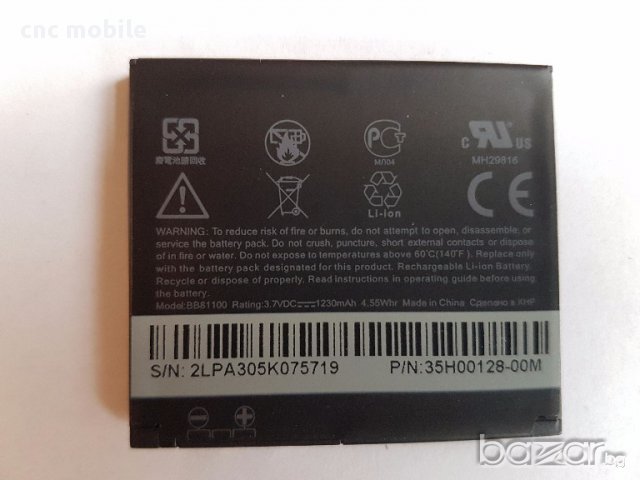 cnc mobile
廢電池請回收
МЛ04
Li-ion
C UL US
MH29816
CE
WARNING: To reduce risk of fire or burns, do not attempt to open, disassemble, or
service the battery pack. Do not crush, puncture, short external contacts or dispose
of in fire or water. Do not expose to temperatures above 60°C(140°F). Replace only
with the battery pack designated for this product. Rechargeable Li-ion Battery.
Recycle or dispose of properly. Read instructions in operating guide before using.
Model:BB81100 Rating:3.7VDC 1230mAh 4.55Whr Made in China Сделано в КНР
S/N: 2LPA305K075719 P/N:35H00128-00M
bazar.bg